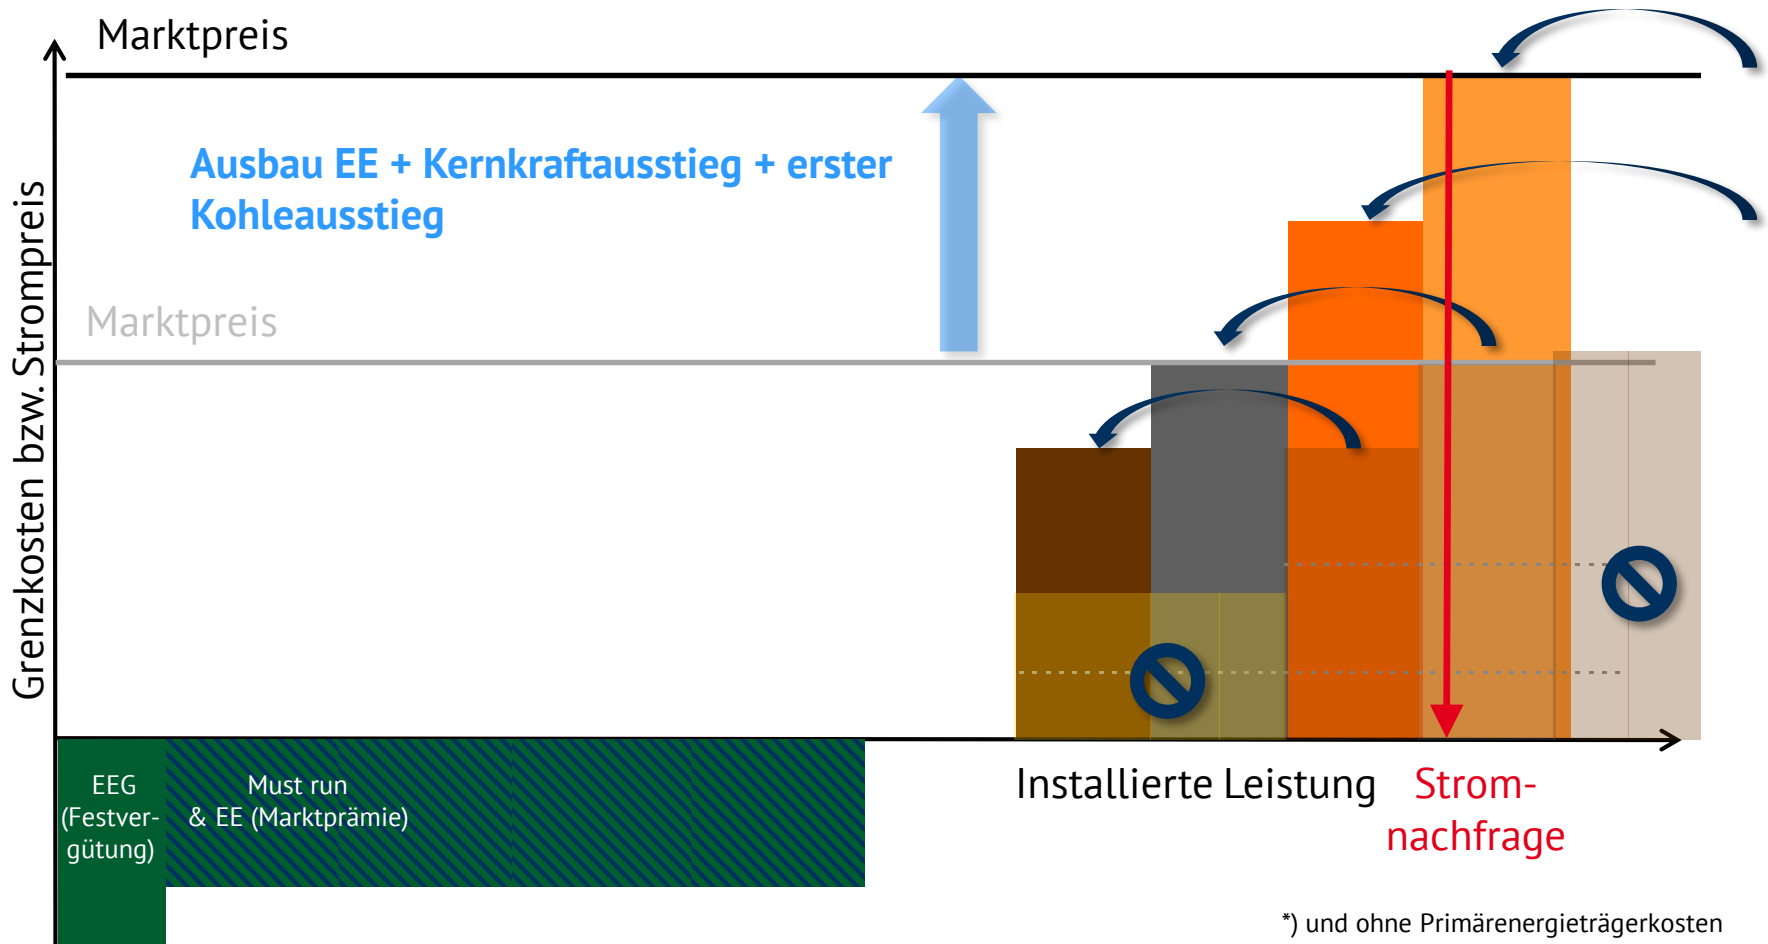 Marktpreis
Ausbau EE + Kernkraftausstieg + erster
Kohleausstieg
Grenzkosten bzw. Strompreis
Marktpreis
EEG
(Festver-
gütung)
Must run
& EE (Marktprämie)
Installierte Leistung
Strom-
nachfrage
*) und ohne Primärenergieträgerkosten